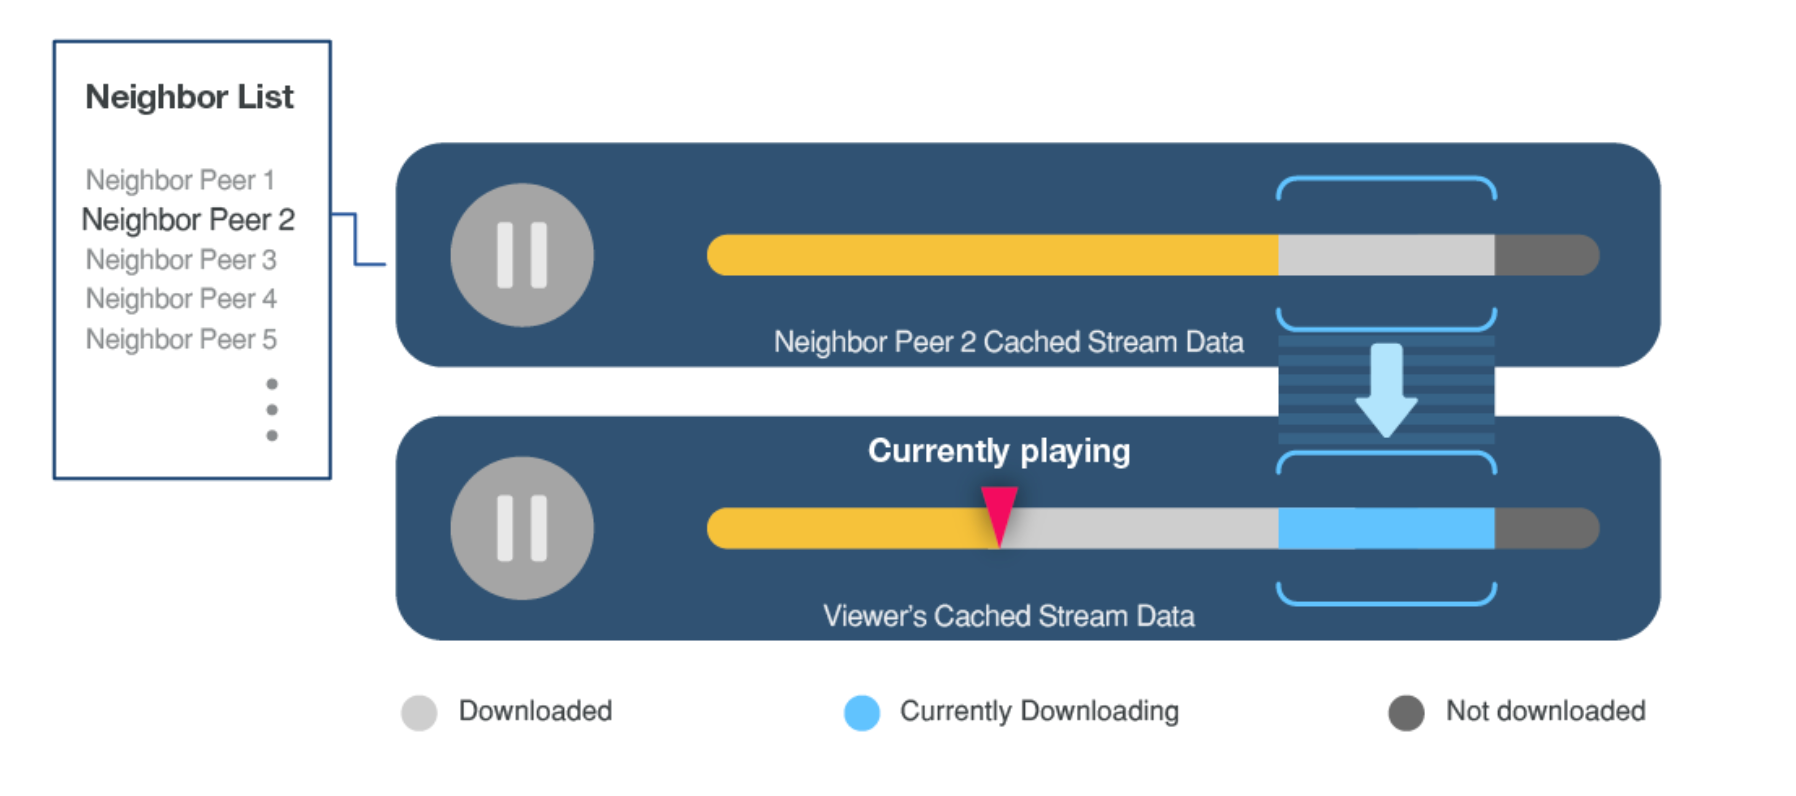 Neighbor List
Neighbor Peer 1
Neighbor Peer 2
Neighbor Peer 3
Neighbor Peer 4
Neighbor Peer 5
Neighbor Peer 2 Cached Stream Data
Currently playing
Viewer’s Cached Stream Data
Downloaded
Currently Downloading
Not downloaded